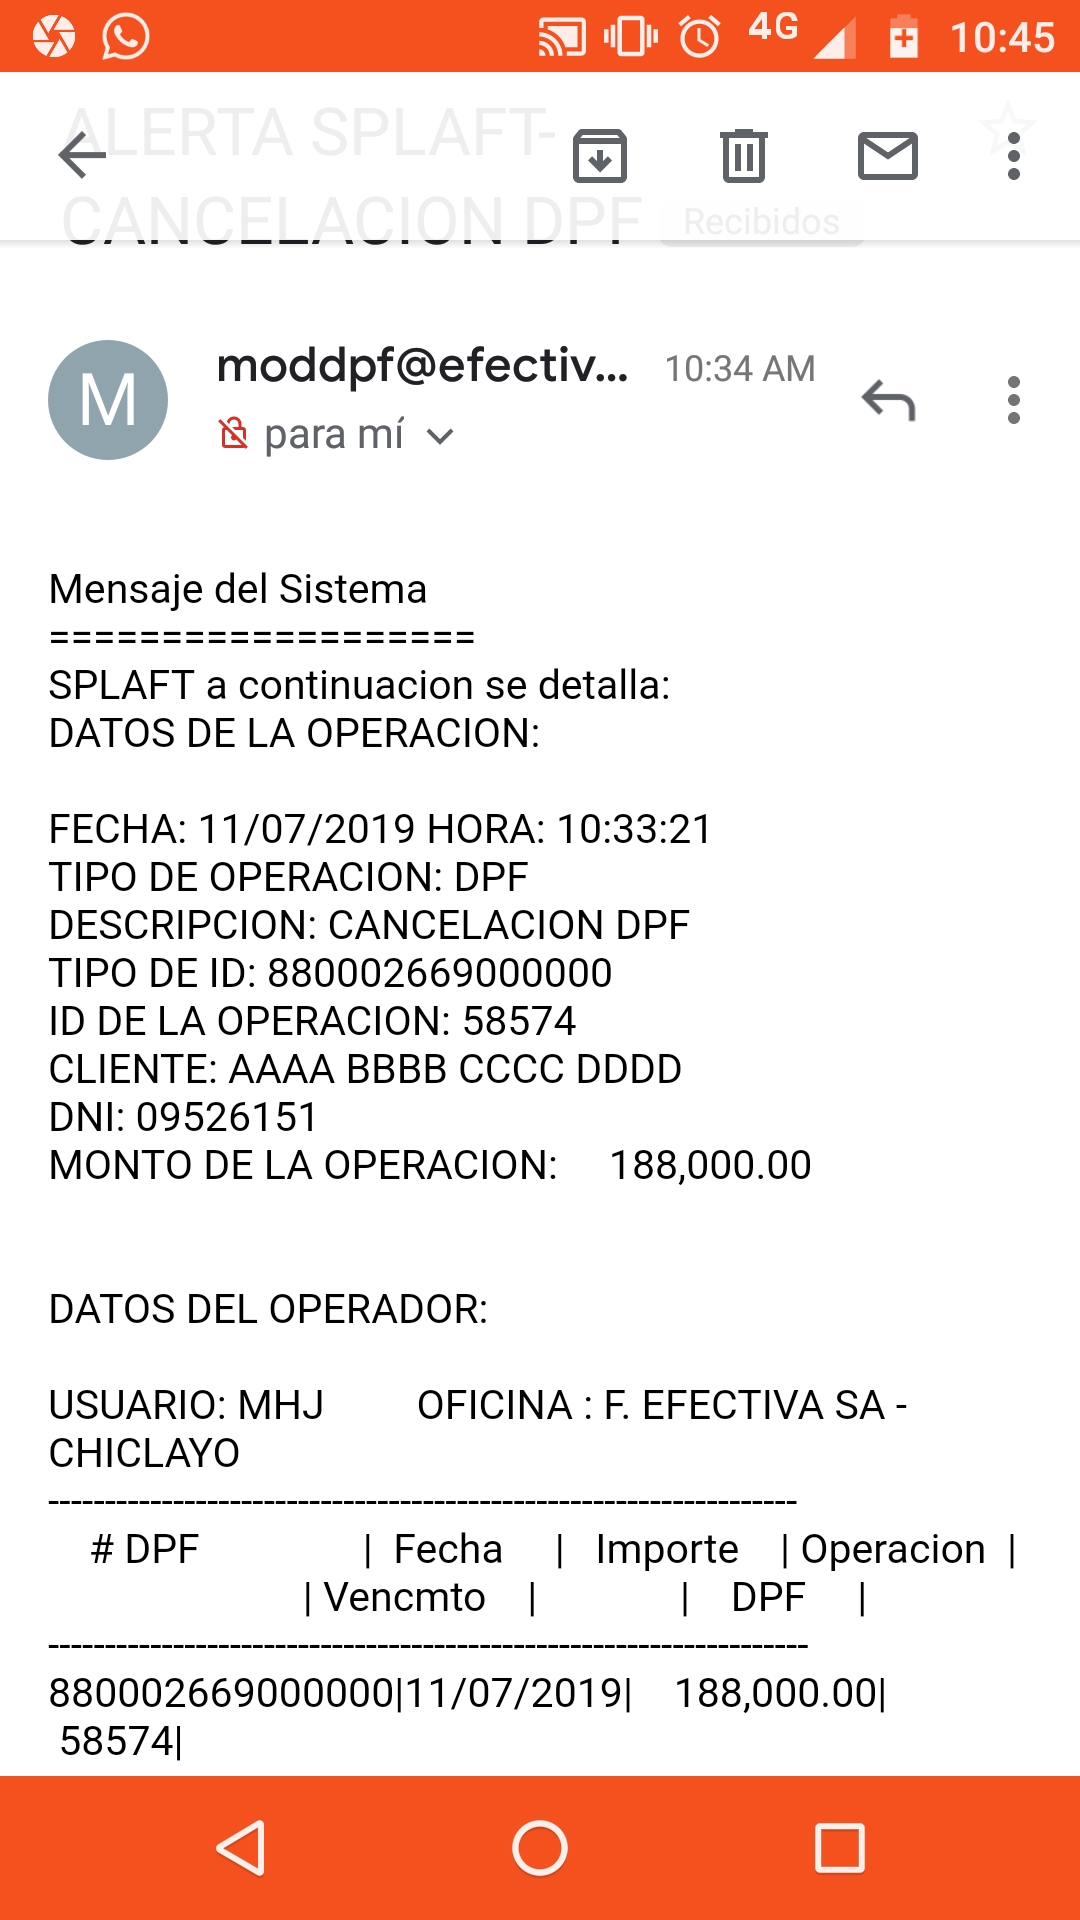 4G 10:45
ALERTA SPLAFT-
CANCELACION DPF Recibidos
M
moddpf@efectiv... 10:34 AM
para mí
Mensaje del Sistema
===================
SPLAFT a continuacion se detalla:
DATOS DE LA OPERACION:
FECHA: 11/07/2019 HORA: 10:33:21
TIPO DE OPERACION: DPF
DESCRIPCION: CANCELACION DPF
TIPO DE ID: 880002669000000
ID DE LA OPERACION: 58574
CLIENTE: AAAA BBBB CCCC DDDD
DNI: 09526151
MONTO DE LA OPERACION: 188,000.00
DATOS DEL OPERADOR:
USUARIO: MHJ OFICINA : F. EFECTIVA SA -
CHICLAYO
--------------------------------------------------------------------
# DPF | Fecha | Importe | Operacion |
| Vencmto | | DPF |
---------------------------------------------------------------------
880002669000000|11/07/2019| 188,000.00|
58574|